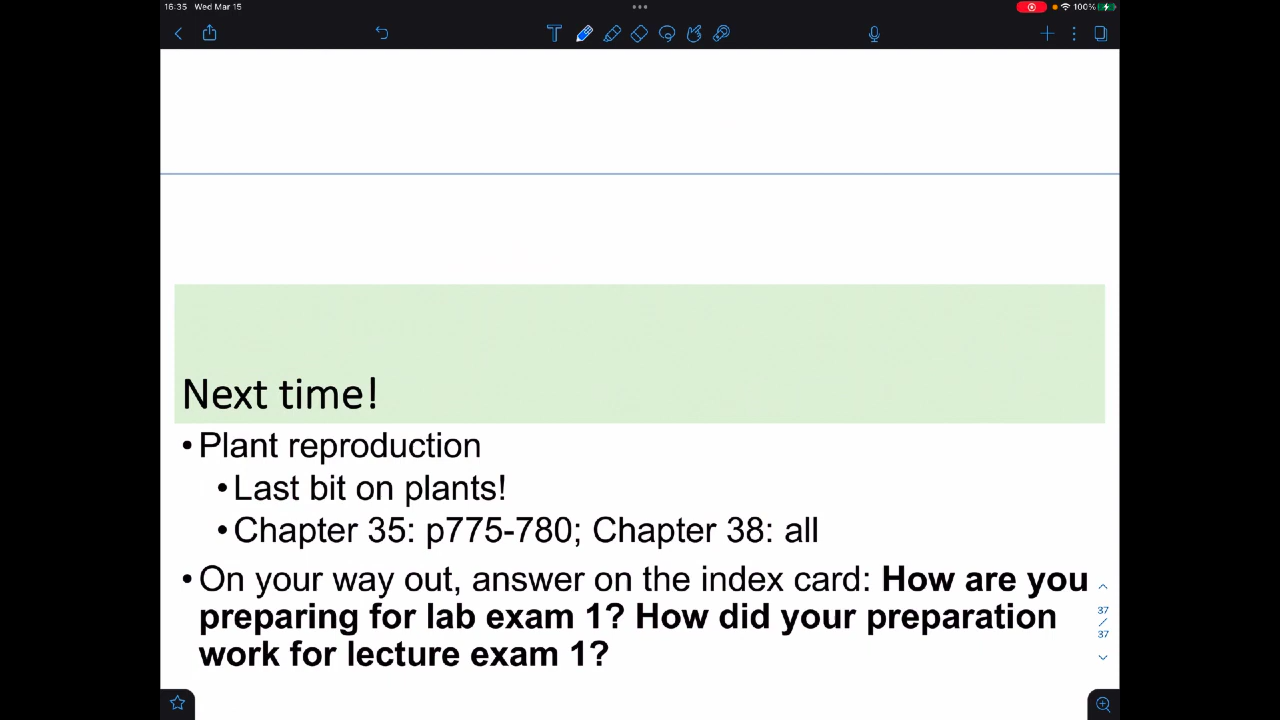 16:35 Wed Mar 15
100%
T
Next time!
•Plant reproduction
•Last bit on plants!
•Chapter 35: p775-780; Chapter 38: all
•On your way out, answer on the index card: How are you
preparing for lab exam 1? How did your preparation
work for lecture exam 1?
37
/
37